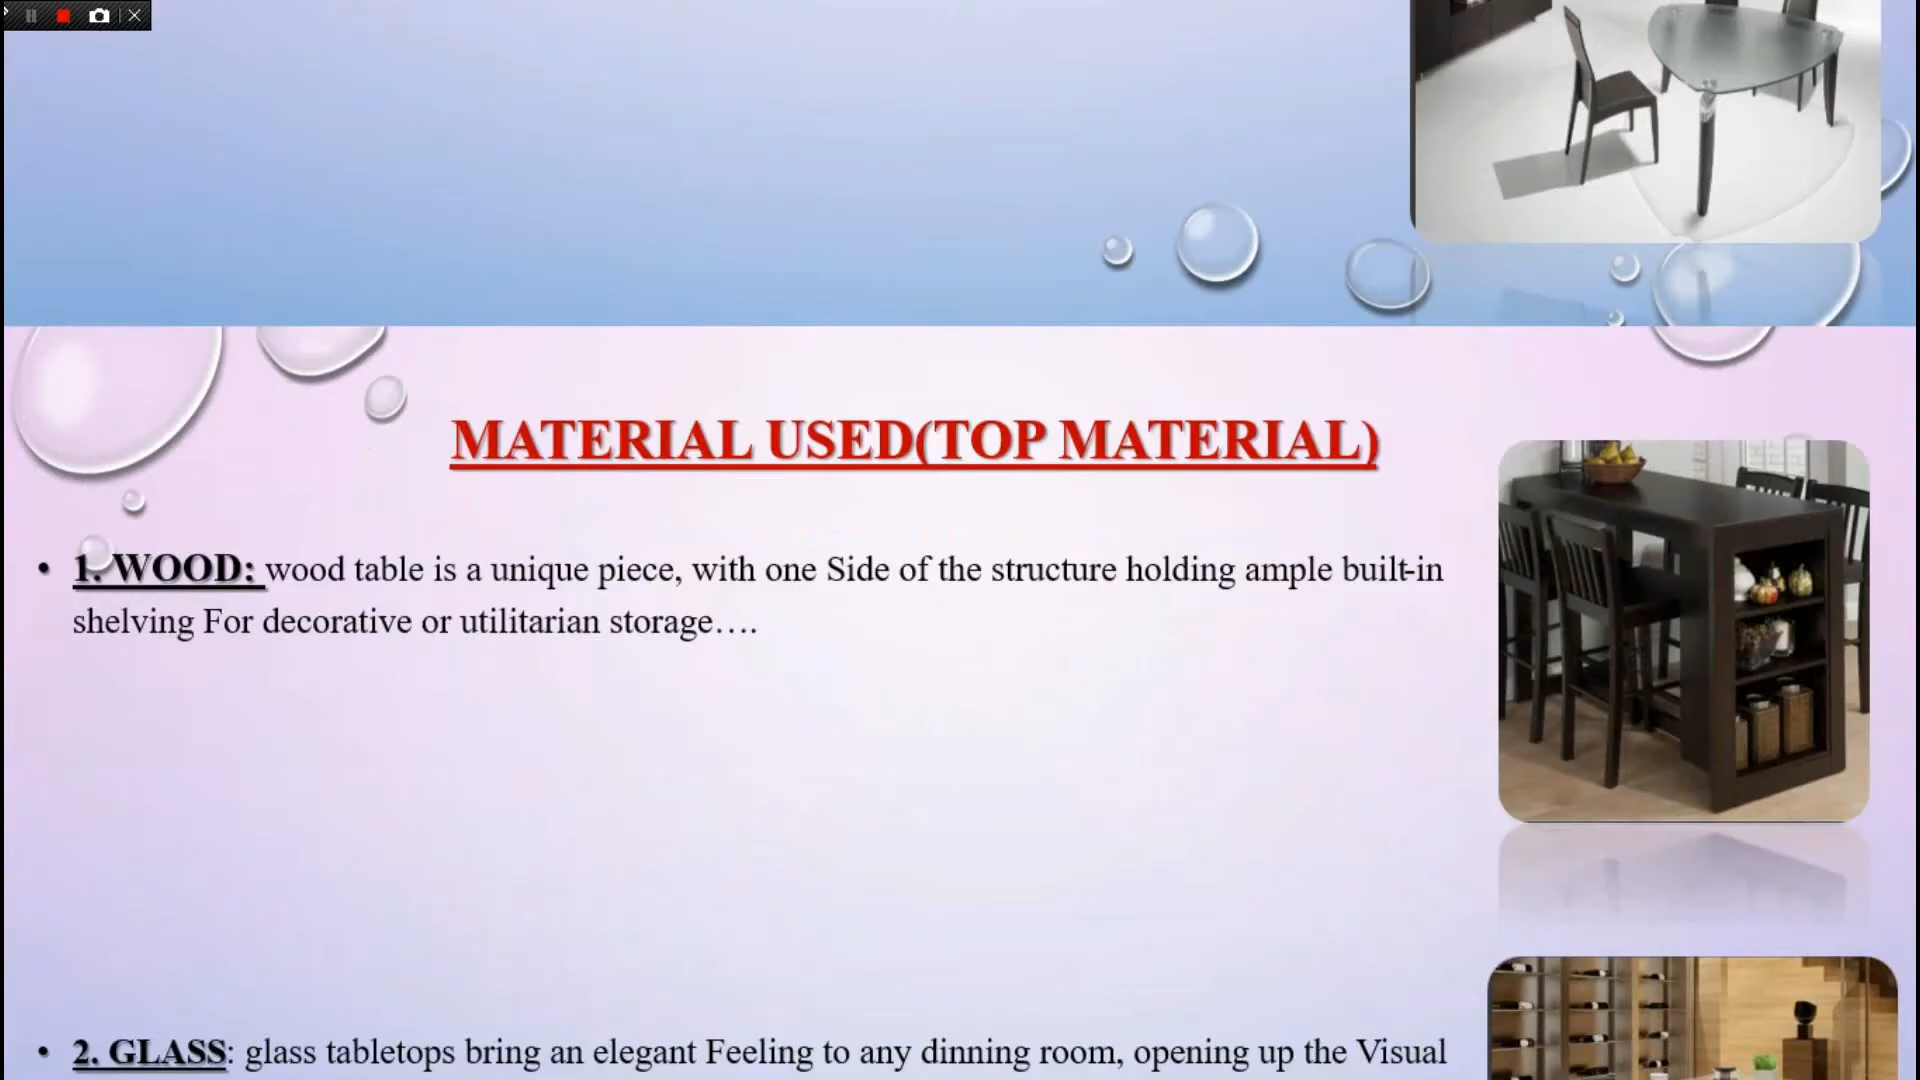 MATERIAL USED(TOP MATERIAL)
• 1. WOOD: wood table is a unique piece, with one Side of the structure holding ample built-in
shelving For decorative or utilitarian storage….
• 2. GLASS: glass tabletops bring an elegant Feeling to any dinning room, opening up the Visual